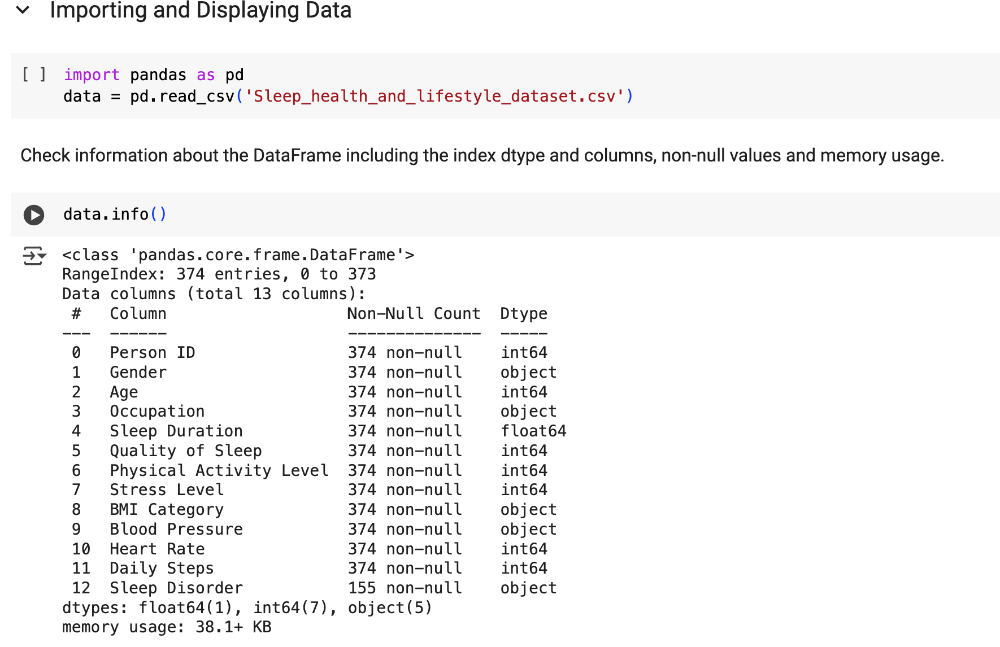 Importing and Displaying Data
[ ] import pandas as pd
data = pd.read_csv('Sleep_health_and_lifestyle_dataset.csv')
Check information about the DataFrame including the index dtype and columns, non-null values and memory usage.
data.info()
<class 'pandas.core.frame.DataFrame'>
RangeIndex: 374 entries, 0 to 373
Data columns (total 13 columns):
 #   Column                   Non-Null Count  Dtype
---  ------                   --------------  -----
 0   Person ID                374 non-null    int64
 1   Gender                   374 non-null    object
 2   Age                      374 non-null    int64
 3   Occupation               374 non-null    object
 4   Sleep Duration           374 non-null    float64
 5   Quality of Sleep         374 non-null    int64
 6   Physical Activity Level  374 non-null    int64
 7   Stress Level             374 non-null    int64
 8   BMI Category             374 non-null    object
 9   Blood Pressure           374 non-null    object
 10  Heart Rate               374 non-null    int64
 11  Daily Steps              374 non-null    int64
 12  Sleep Disorder           155 non-null    object
dtypes: float64(1), int64(7), object(5)
memory usage: 38.1+ KB